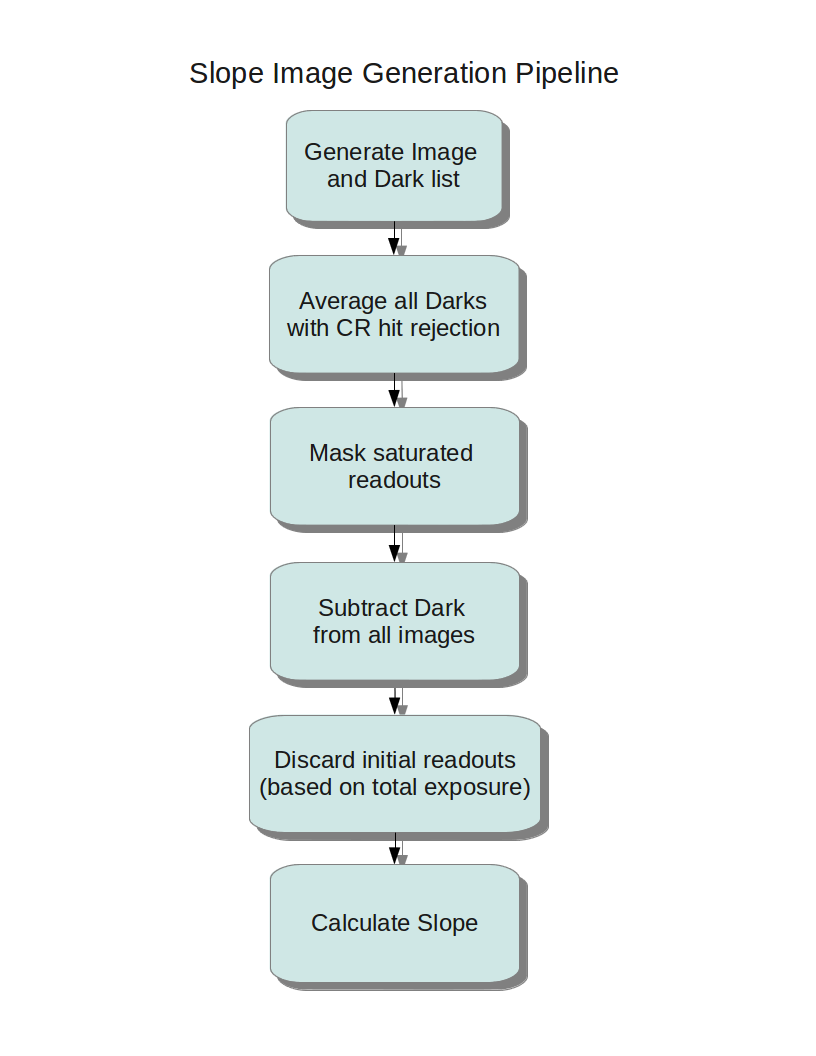 Slope Image Generation Pipeline
Generate Image
and Dark list
Average all Darks
with CR hit rejection
Mask saturated
readouts
Subtract Dark
from all images
Discard initial readouts
(based on total exposure)
Calculate Slope